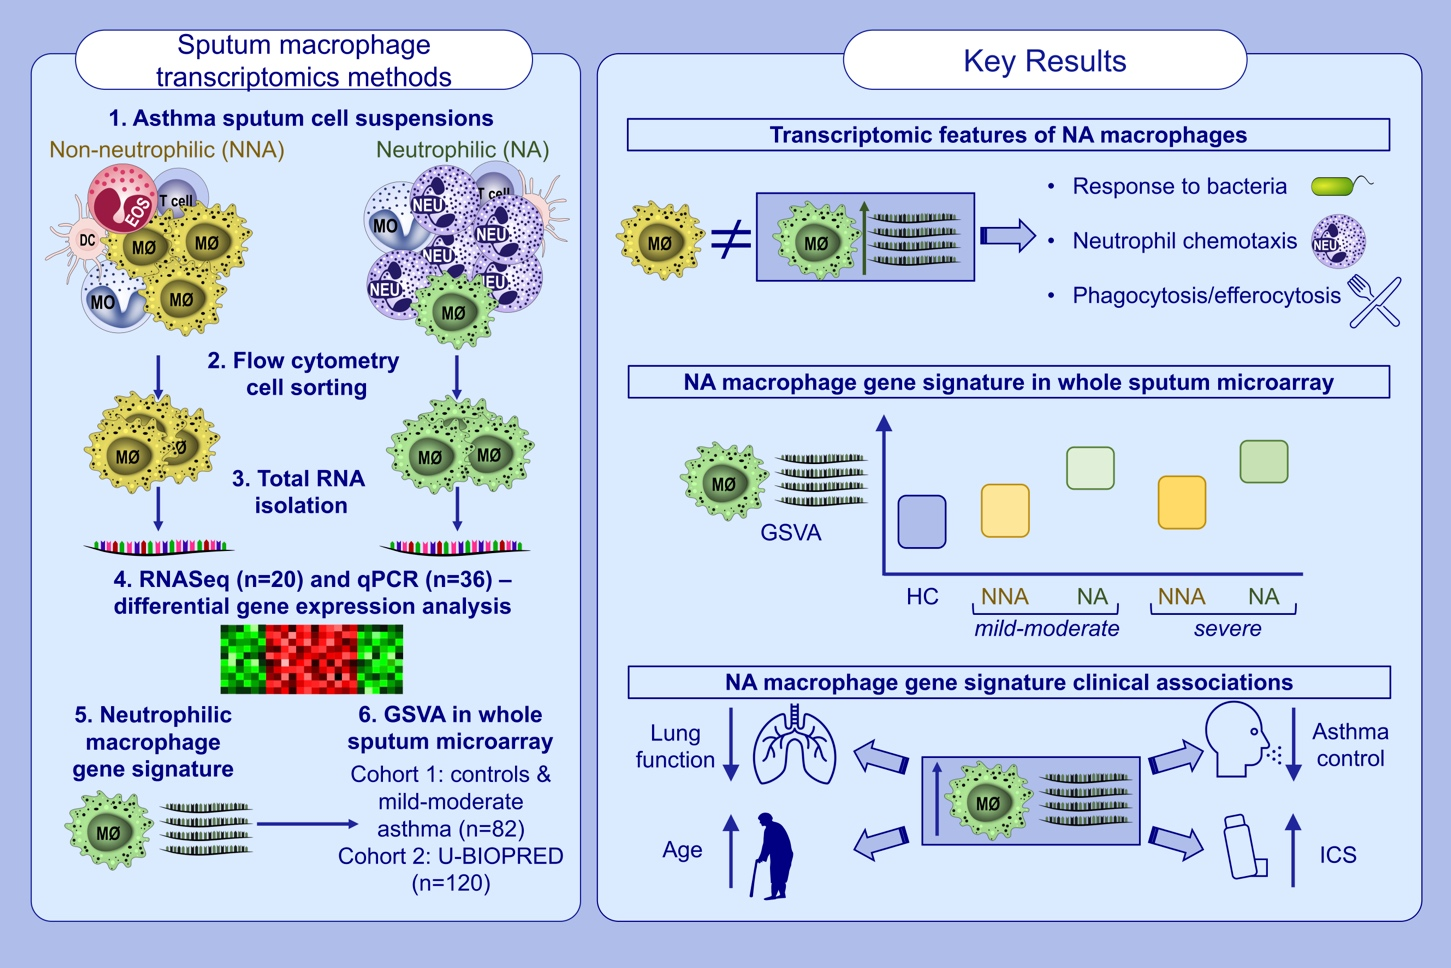 Sputum macrophage
transcriptomics methods
1. Asthma sputum cell suspensions
Non-neutrophilic (NNA)
Neutrophilic (NA)
EOS
T cell
DC
MØ
MØ
MO
MØ
MO
NEU
T cell
NEU
NEU
NEU
NEU
MØ
2. Flow cytometry
cell sorting
MØ
Ø
MØ
MØ
3. Total RNA
isolation
4. RNASeq (n=20) and qPCR (n=36) –
differential gene expression analysis
5. Neutrophilic
macrophage
gene signature
MØ
6. GSVA in whole
sputum microarray
Cohort 1: controls &
mild-moderate
asthma (n=82)
Cohort 2: U-BIOPRED
(n=120)
Key Results
Transcriptomic features of NA macrophages
MØ
≠
MØ
• Response to bacteria
• Neutrophil chemotaxis
NEU
• Phagocytosis/efferocytosis
NA macrophage gene signature in whole sputum microarray
MØ
GSVA
HC
NNA
NA
NNA
NA
mild-moderate
severe
NA macrophage gene signature clinical associations
Lung
function
Asthma
control
MØ
Age
ICS